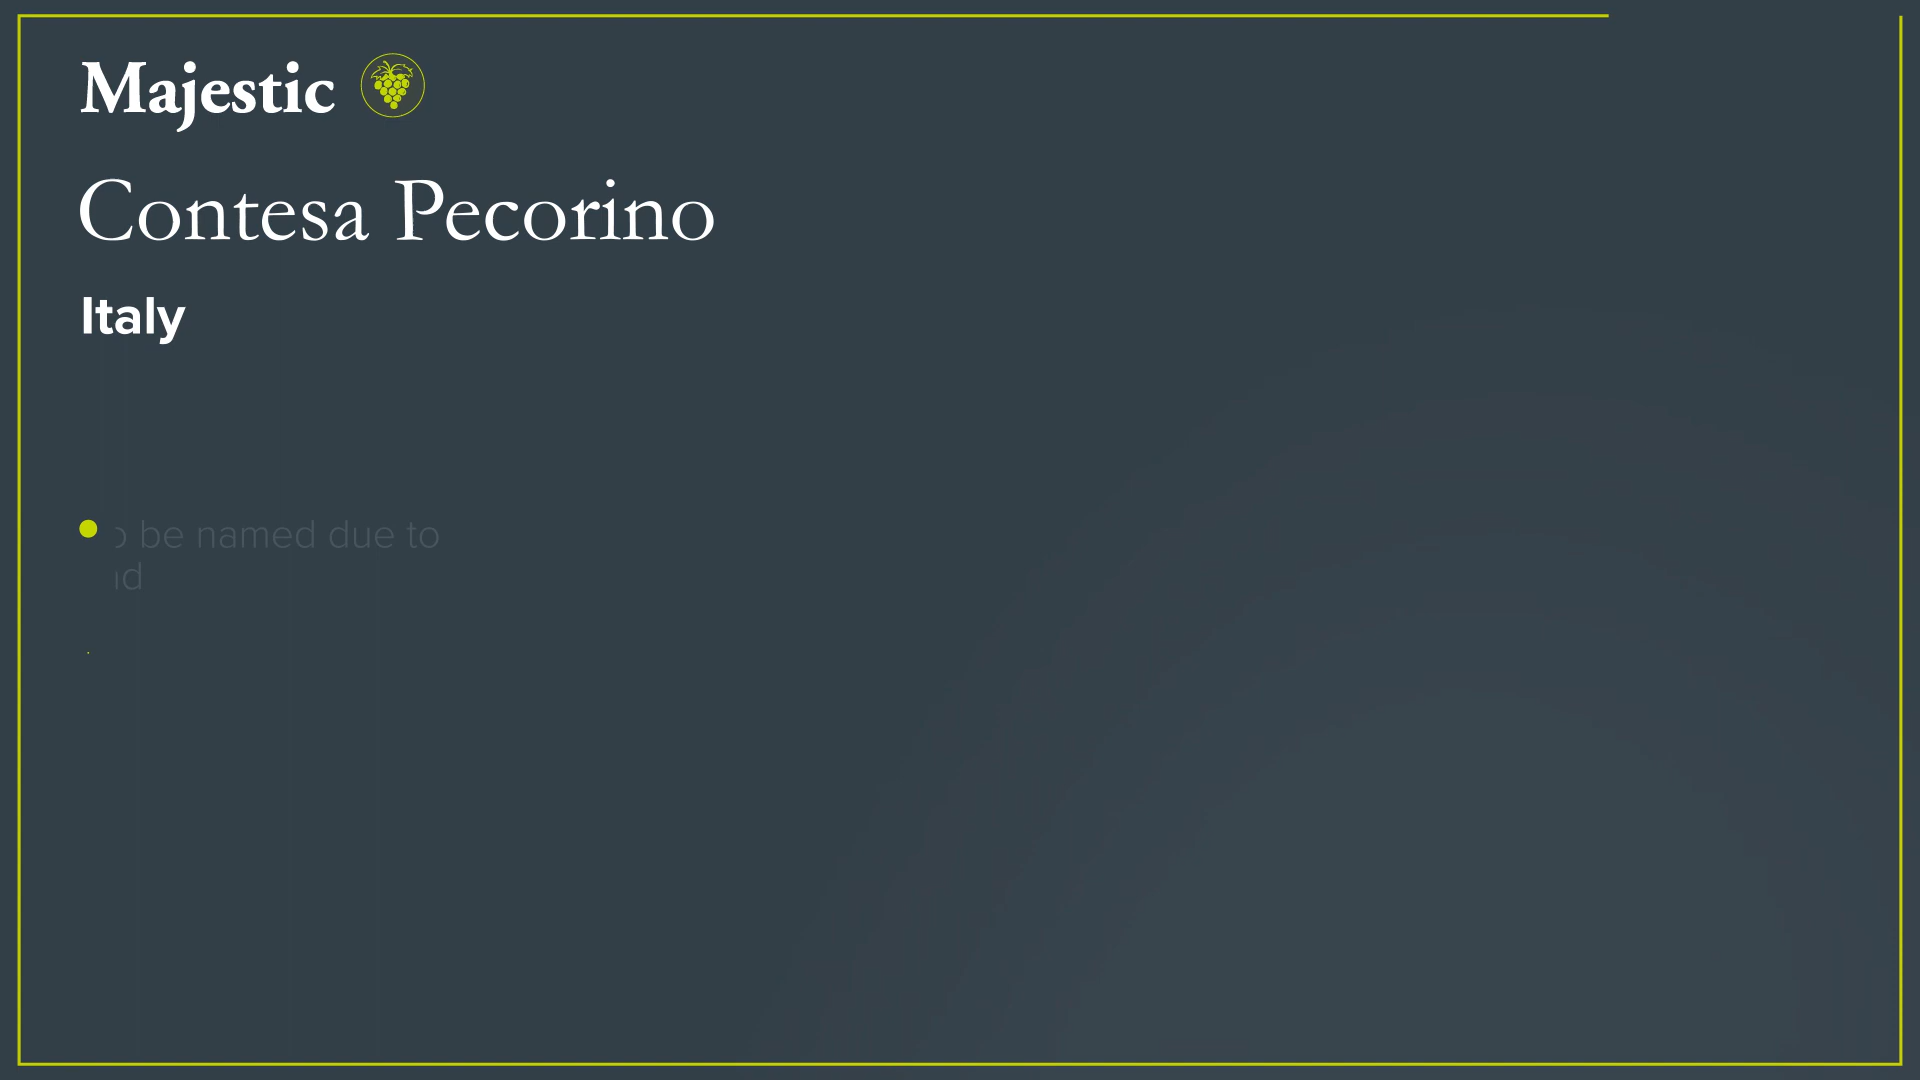 Majestic
Contesa Pecorino
Italy
be named due to